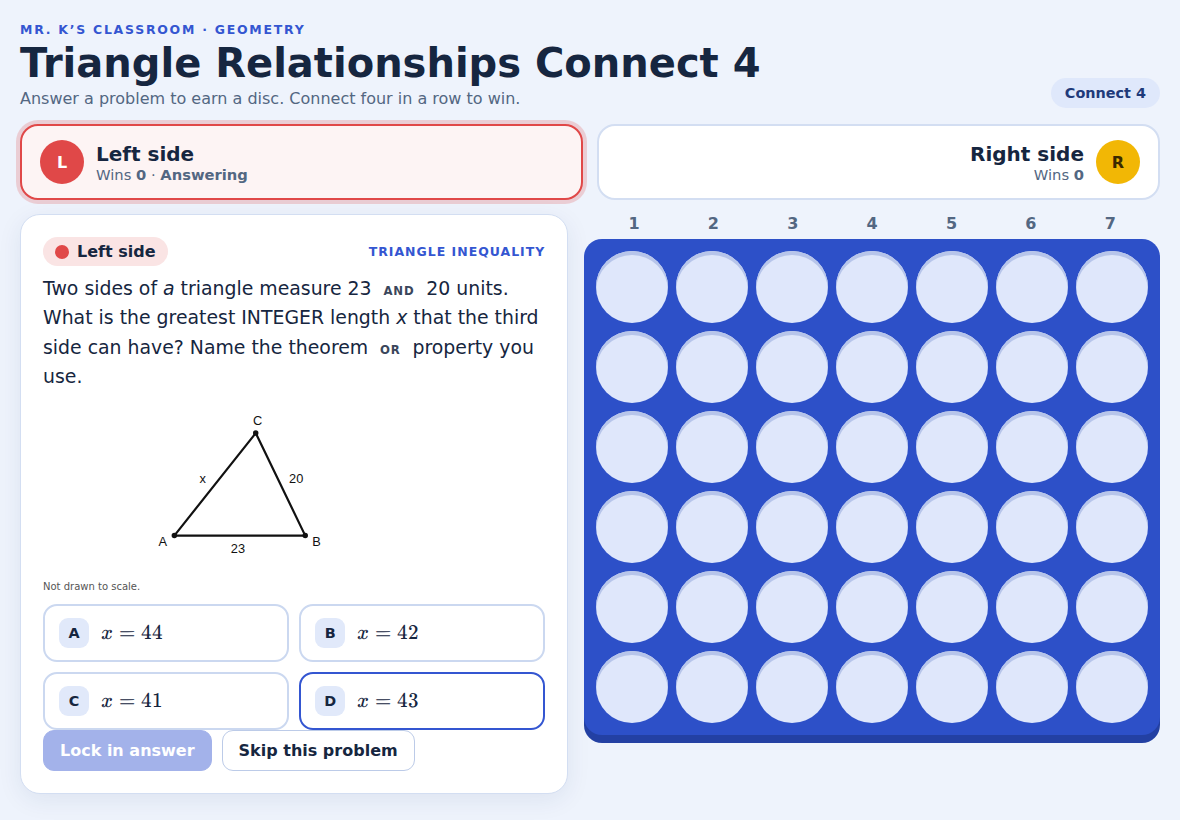 MR. K’S CLASSROOM · GEOMETRY
Triangle Relationships Connect 4
Answer a problem to earn a disc. Connect four in a row to win.
Connect 4
L
Left side
Wins 0 · Answering
Right side
Wins 0
R
Left side
TRIANGLE INEQUALITY
Two sides of a triangle measure 23 AND 20 units.
What is the greatest INTEGER length x that the third
side can have? Name the theorem OR property you
use.
C
x
20
A
B
23
Not drawn to scale.
A x = 44
B x = 42
C x = 41
D x = 43
Lock in answer
Skip this problem
1 2 3 4 5 6 7